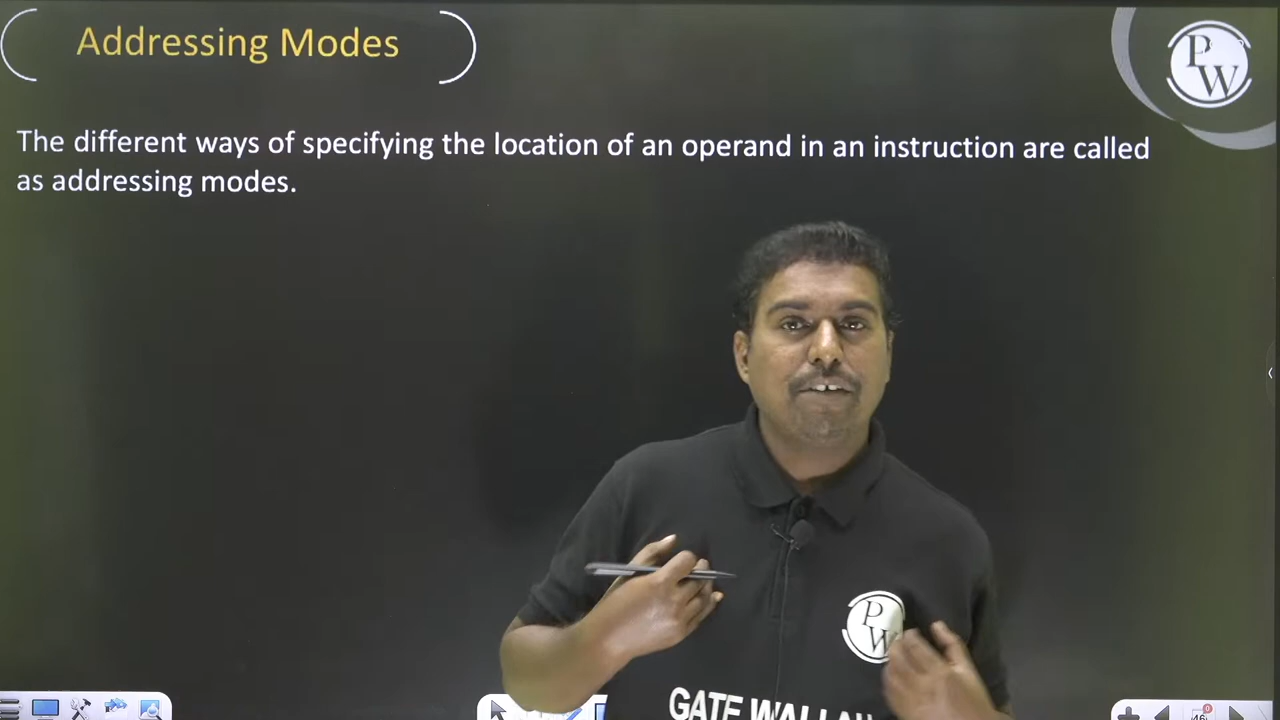 Addressing Modes
PW
The different ways of specifying the location of an operand in an instruction are called
as addressing modes.
PW
GATE WALLAH
46